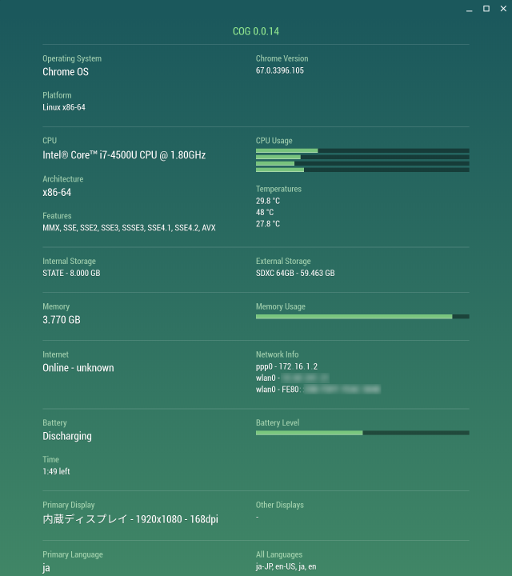 COG 0.0.14
Operating System
Chrome OS
Chrome Version
67.0.3396.105
Platform
Linux x86-64
CPU
Intel® Core™ i7-4500U CPU @ 1.80GHz
CPU Usage
Architecture
x86-64
Temperatures
29.8 °C
48 °C
27.8 °C
Features
MMX, SSE, SSE2, SSE3, SSSE3, SSE4.1, SSE4.2, AVX
Internal Storage
STATE - 8.000 GB
External Storage
SDXC 64GB - 59.463 GB
Memory
3.770 GB
Memory Usage
Internet
Online - unknown
Network Info
ppp0 - 172.16.1.2
wlan0 -
wlan0 - FE80:
Battery
Discharging
Battery Level
Time
1:49 left
Primary Display
内蔵ディスプレイ - 1920x1080 - 168dpi
Other Displays
-
Primary Language
ja
All Languages
ja-JP, en-US, ja, en